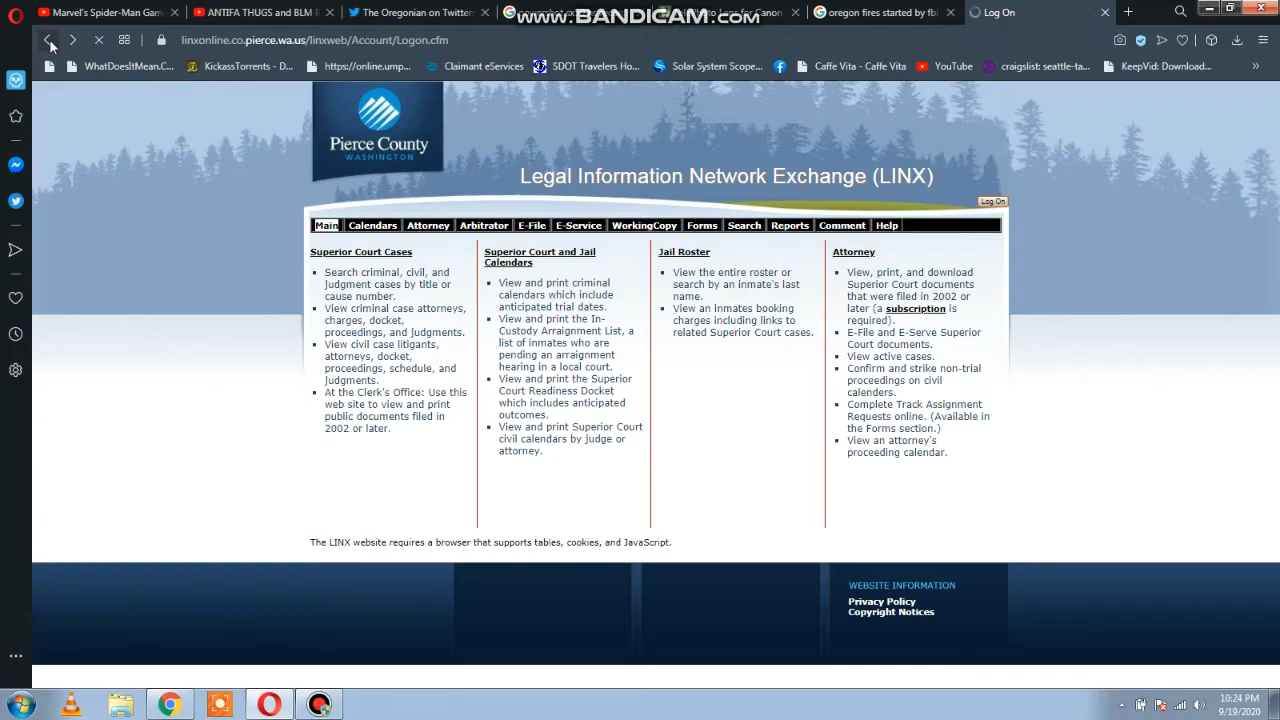 Marvel's Spider-Man Gam
ANTIFA THUGS and BLM
The Oregonian on Twitter
www.BANDICAM.com
oregon fires started by fbi
Log On
linxonline.co.pierce.wa.us/linxweb/Account/Logon.cfm
WhatDoesItMean.C...
KickassTorrents - D...
https://online.ump...
Claimant eServices
SDOT Travelers Ho...
Solar System Scope...
Caffe Vita - Caffe Vita
YouTube
craigslist: seattle-ta...
KeepVid: Download...
»
Pierce County
WASHINGTON
Legal Information Network Exchange (LINX)
Log On
Main Calendars Attorney Arbitrator E-File E-Service WorkingCopy Forms Search Reports Comment Help
Superior Court Cases
Search criminal, civil, and
judgment cases by title or
cause number.
View criminal case attorneys,
charges, docket,
proceedings, and judgments.
View civil case litigants,
attorneys, docket,
proceedings, schedule, and
judgments.
At the Clerk's Office: Use this
web site to view and print
public documents filed in
2002 or later.
Superior Court and Jail
Calendars
View and print criminal
calendars which include
anticipated trial dates.
View and print the In-
Custody Arraignment List, a
list of inmates who are
pending an arraignment
hearing in a local court.
View and print the Superior
Court Readiness Docket
which includes anticipated
outcomes.
View and print Superior Court
civil calendars by judge or
attorney.
Jail Roster
View the entire roster or
search by an inmate's last
name.
View an inmates booking
charges including links to
related Superior Court cases.
Attorney
View, print, and download
Superior Court documents
that were filed in 2002 or
later (a subscription is
required).
E-File and E-Serve Superior
Court documents.
View active cases.
Confirm and strike non-trial
proceedings on civil
calenders.
Complete Track Assignment
Requests online. (Available in
the Forms section.)
View an attorney's
proceeding calendar.
The LINX website requires a browser that supports tables, cookies, and JavaScript.
WEBSITE INFORMATION
Privacy Policy
Copyright Notices
10:24 PM
9/19/2020